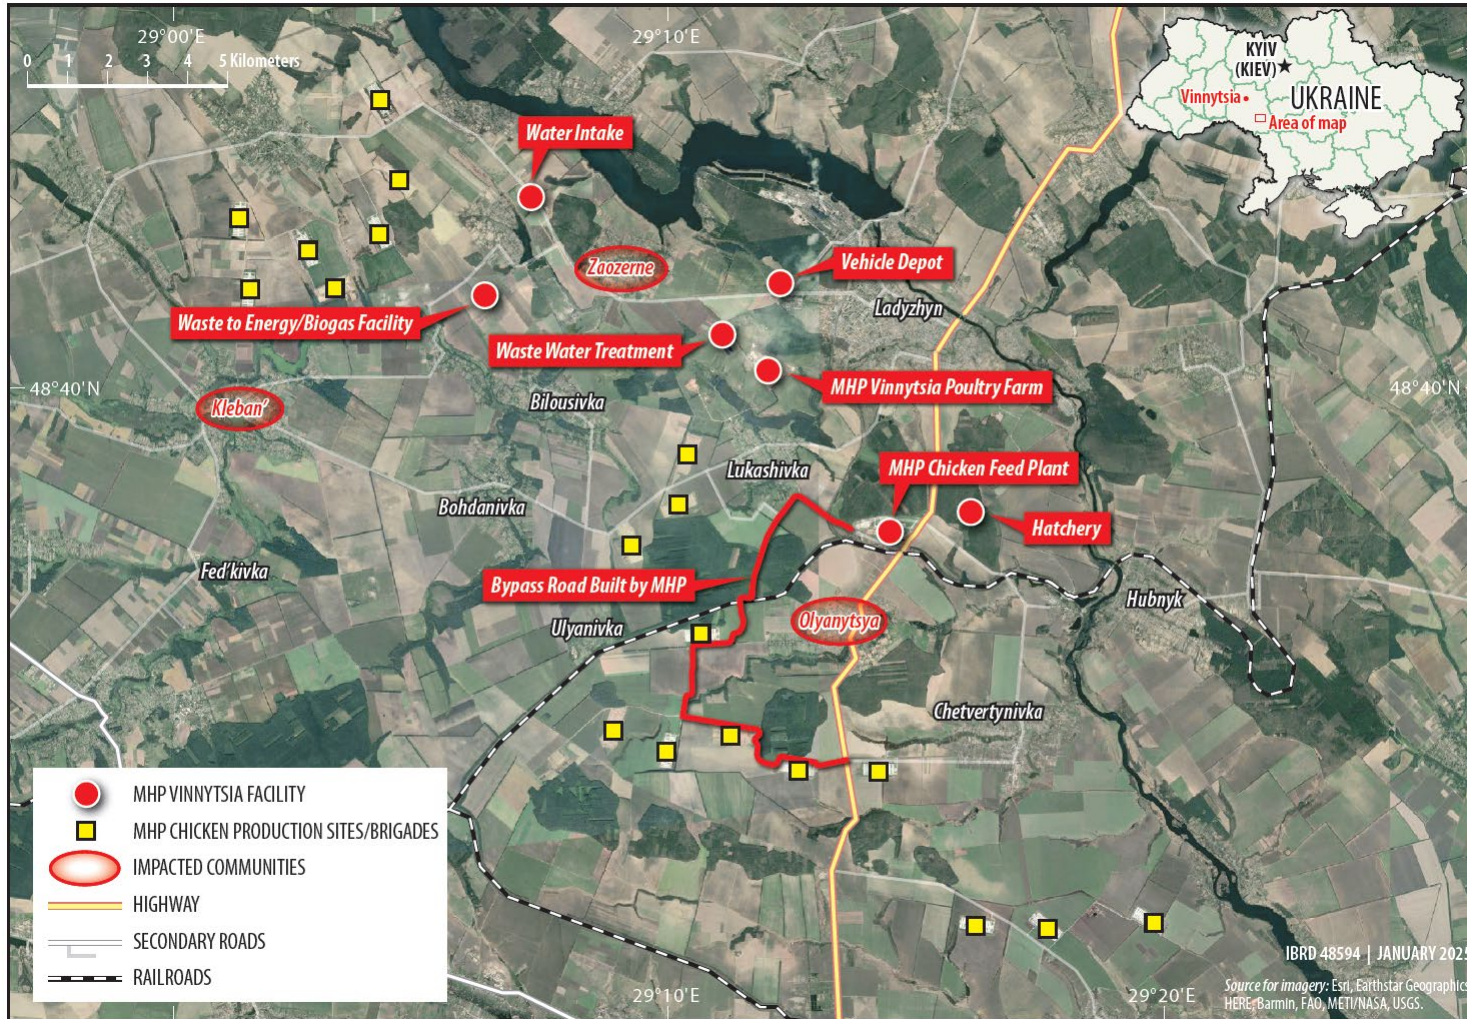 29°00'E
29°10'E
0 1 2 3 4 5 Kilometers
KYIV
(KIEV)
Vinnytsia
UKRAINE
Area of map
Water Intake
Zaozerne
Vehicle Depot
Ladyzhyn
Waste to Energy/Biogas Facility
Waste Water Treatment
MHP Vinnytsia Poultry Farm
48°40'N
48°40'N
Kleban'
Bilousivka
Lukashivka
MHP Chicken Feed Plant
Bohdanivka
Hatchery
Fed'kivka
Bypass Road Built by MHP
Hubnyk
Ulyanivka
Olyanytsya
Chetvertynivka
MHP VINNYTSIA FACILITY
MHP CHICKEN PRODUCTION SITES/BRIGADES
IMPACTED COMMUNITIES
HIGHWAY
SECONDARY ROADS
RAILROADS
29°10'E
29°20'E
IBRD 48594 | JANUARY 2025
Source for imagery: Esri, Earthstar Geographics
HERE, Barmin, FAO, METI/NASA, USGS.